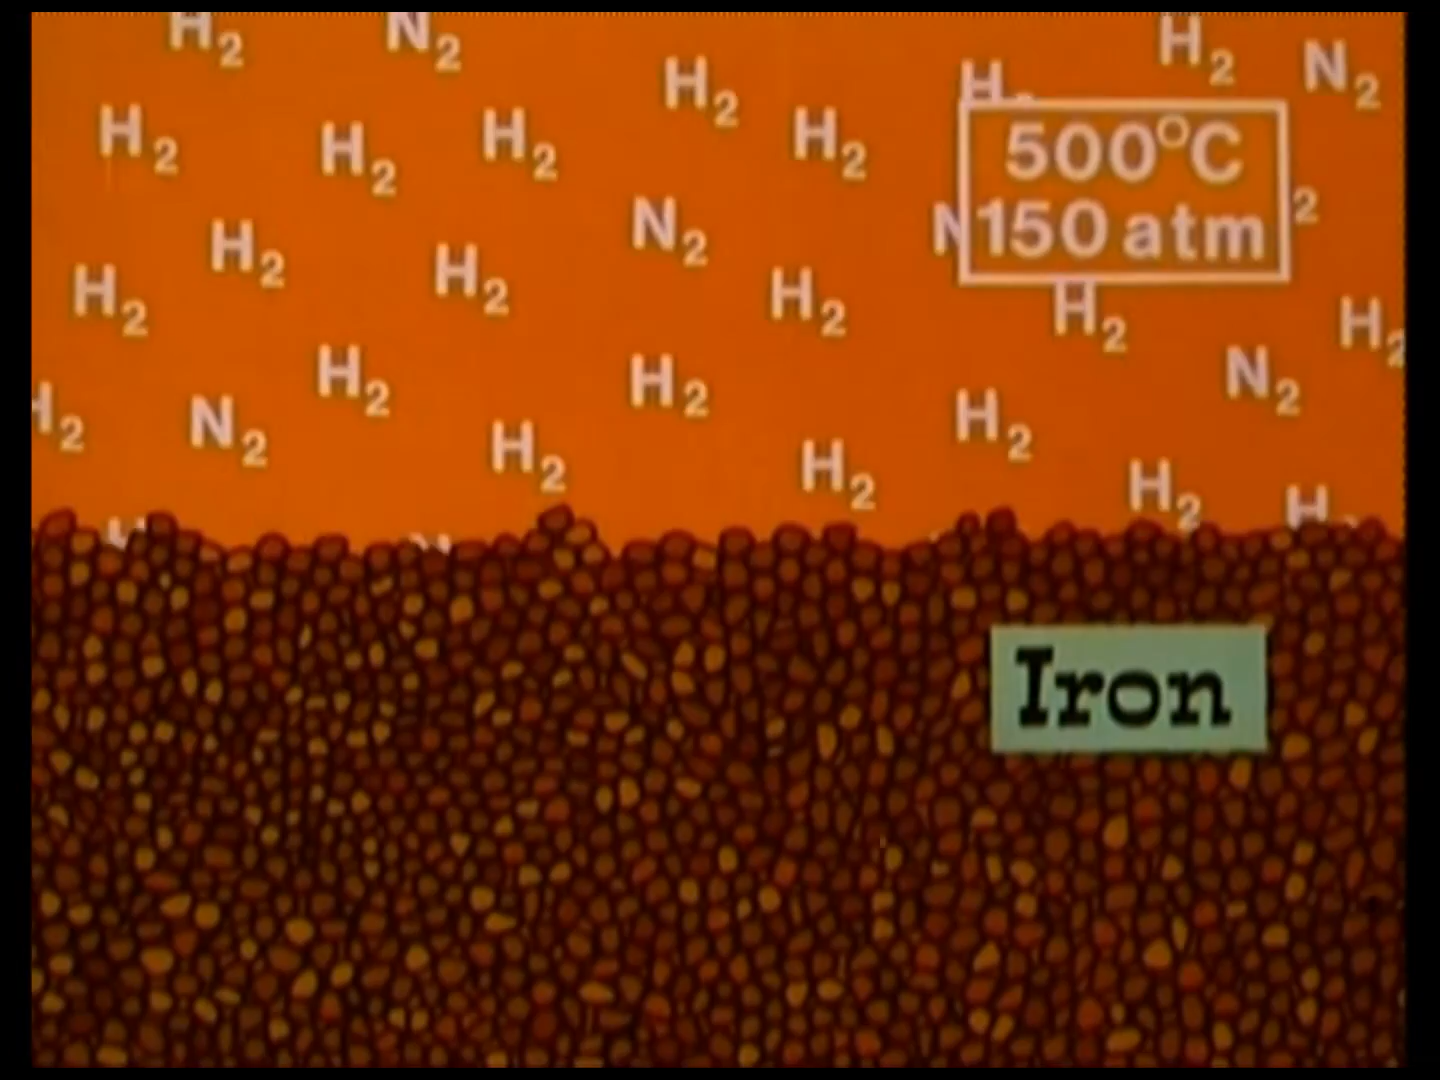 H₂ N₂ H₂ N₂
H₂ H₂
H₂ H₂ H₂ H₂
500°C
N₂ 150 atm ₂
H₂ H₂
H₂ H₂ H₂ H₂
H₂ H₂ N₂
H₂ N₂ H₂ H₂
H₂ H₂ H₂ H
Iron